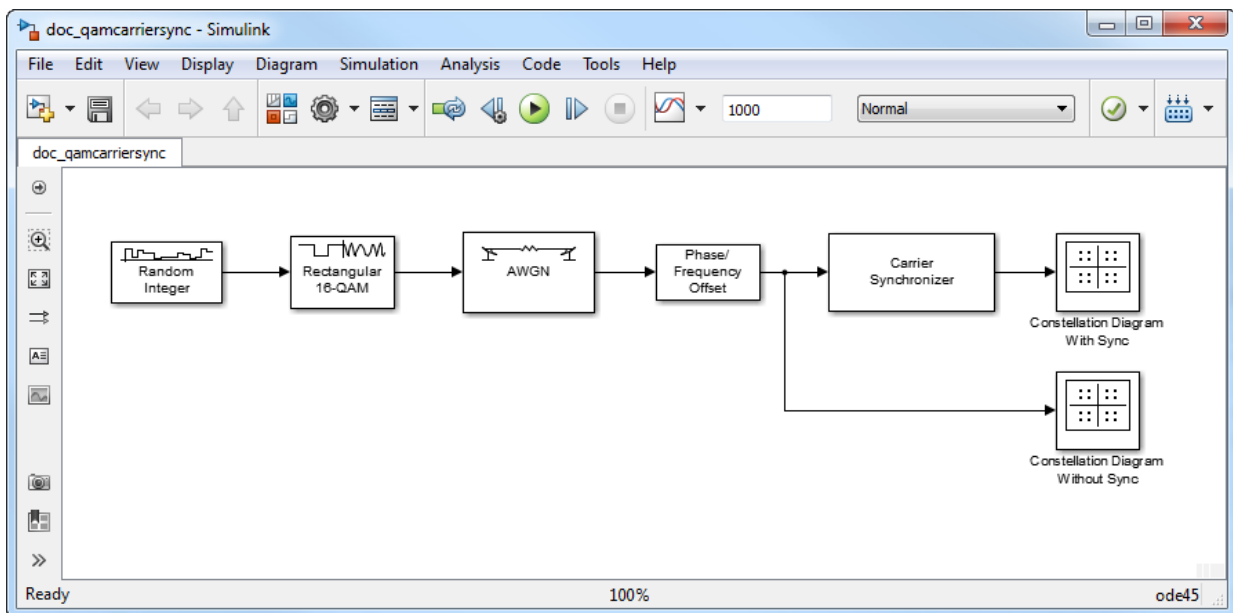 doc_qamcarriersync - Simulink
File Edit View Display Diagram Simulation Analysis Code Tools Help
1000 Normal
doc_qamcarriersync
Random
Integer
Rectangular
16-QAM
AWGN
Phase/
Frequency
Offset
Carrier
Synchronizer
Constellation Diagram
With Sync
Constellation Diagram
Without Sync
Ready 100% ode45